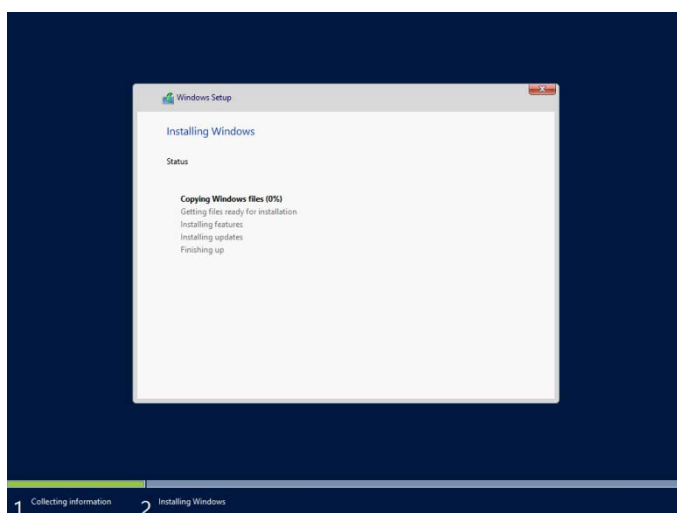 Windows Setup
Installing Windows
Status
Copying Windows files (0%)
Getting files ready for installation
Installing features
Installing updates
Finishing up
1 Collecting information
2 Installing Windows